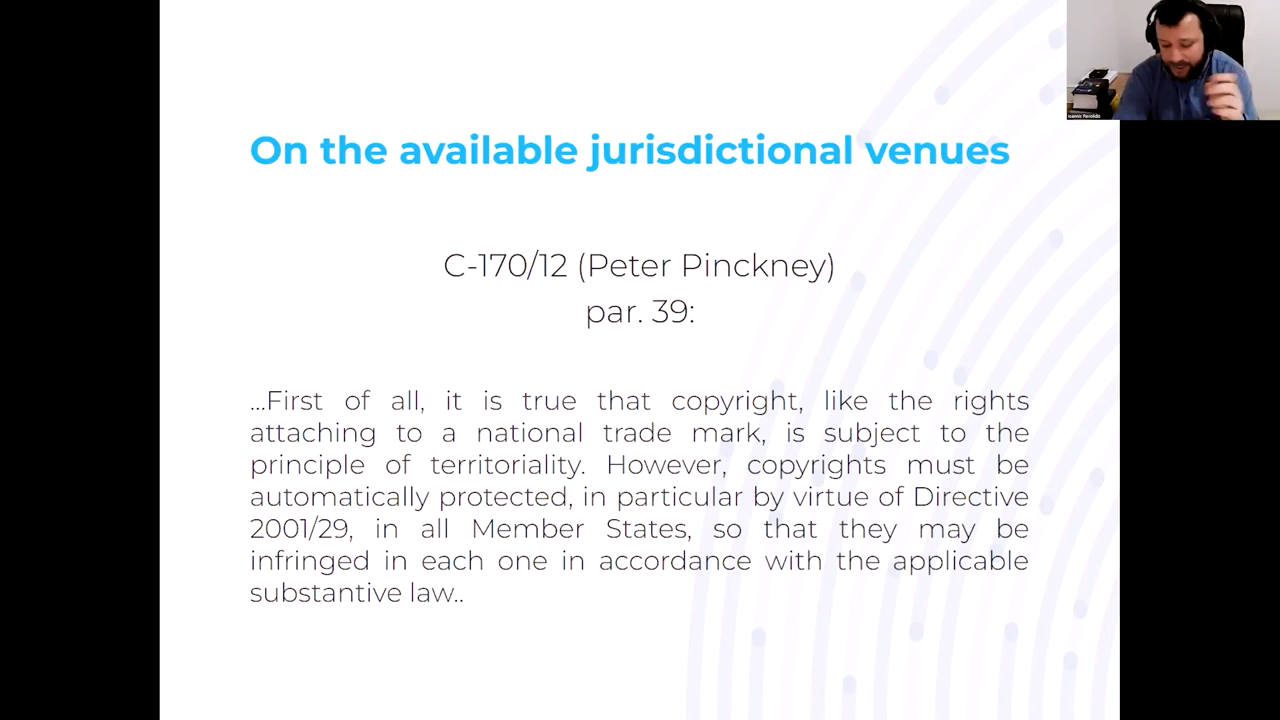 On the available jurisdictional venues
C-170/12 (Peter Pinckney)
par. 39:
...First of all, it is true that copyright, like the rights
attaching to a national trade mark, is subject to the
principle of territoriality. However, copyrights must be
automatically protected, in particular by virtue of Directive
2001/29, in all Member States, so that they may be
infringed in each one in accordance with the applicable
substantive law..
Ioannis Revolidis